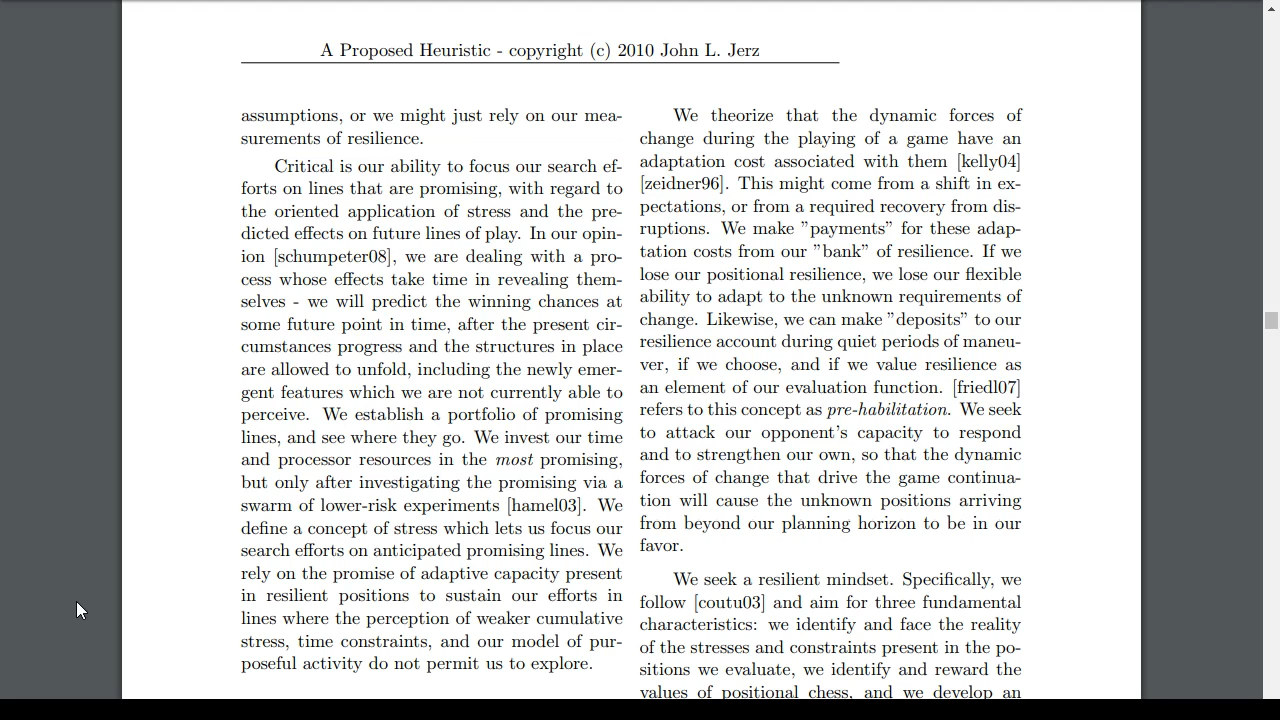 A Proposed Heuristic - copyright (c) 2010 John L. Jerz
assumptions, or we might just rely on our mea-
surements of resilience.
Critical is our ability to focus our search ef-
forts on lines that are promising, with regard to
the oriented application of stress and the pre-
dicted effects on future lines of play. In our opin-
ion [schumpeter08], we are dealing with a pro-
cess whose effects take time in revealing them-
selves - we will predict the winning chances at
some future point in time, after the present cir-
cumstances progress and the structures in place
are allowed to unfold, including the newly emer-
gent features which we are not currently able to
perceive. We establish a portfolio of promising
lines, and see where they go. We invest our time
and processor resources in the most promising,
but only after investigating the promising via a
swarm of lower-risk experiments [hamel03]. We
define a concept of stress which lets us focus our
search efforts on anticipated promising lines. We
rely on the promise of adaptive capacity present
in resilient positions to sustain our efforts in
lines where the perception of weaker cumulative
stress, time constraints, and our model of pur-
poseful activity do not permit us to explore.
We theorize that the dynamic forces of
change during the playing of a game have an
adaptation cost associated with them [kelly04]
[zeidner96]. This might come from a shift in ex-
pectations, or from a required recovery from dis-
ruptions. We make ”payments” for these adap-
tation costs from our ”bank” of resilience. If we
lose our positional resilience, we lose our flexible
ability to adapt to the unknown requirements of
change. Likewise, we can make ”deposits” to our
resilience account during quiet periods of maneu-
ver, if we choose, and if we value resilience as
an element of our evaluation function. [friedl07]
refers to this concept as pre-habilitation. We seek
to attack our opponent's capacity to respond
and to strengthen our own, so that the dynamic
forces of change that drive the game continua-
tion will cause the unknown positions arriving
from beyond our planning horizon to be in our
favor.
We seek a resilient mindset. Specifically, we
follow [coutu03] and aim for three fundamental
characteristics: we identify and face the reality
of the stresses and constraints present in the po-
sitions we evaluate, we identify and reward the
values of positional chess, and we develop an